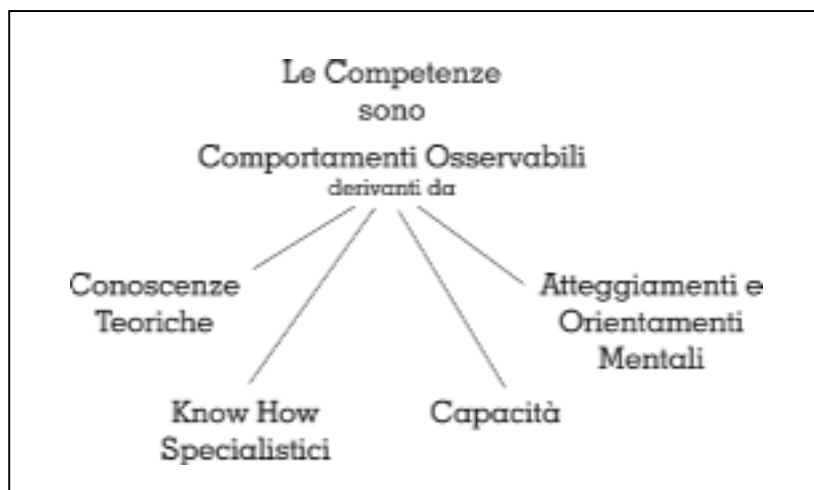 Le Competenze
sono
Comportamenti Osservabili
derivanti da
Conoscenze
Teoriche
Know How
Specialistici
Capacità
Atteggiamenti e
Orientamenti
Mentali